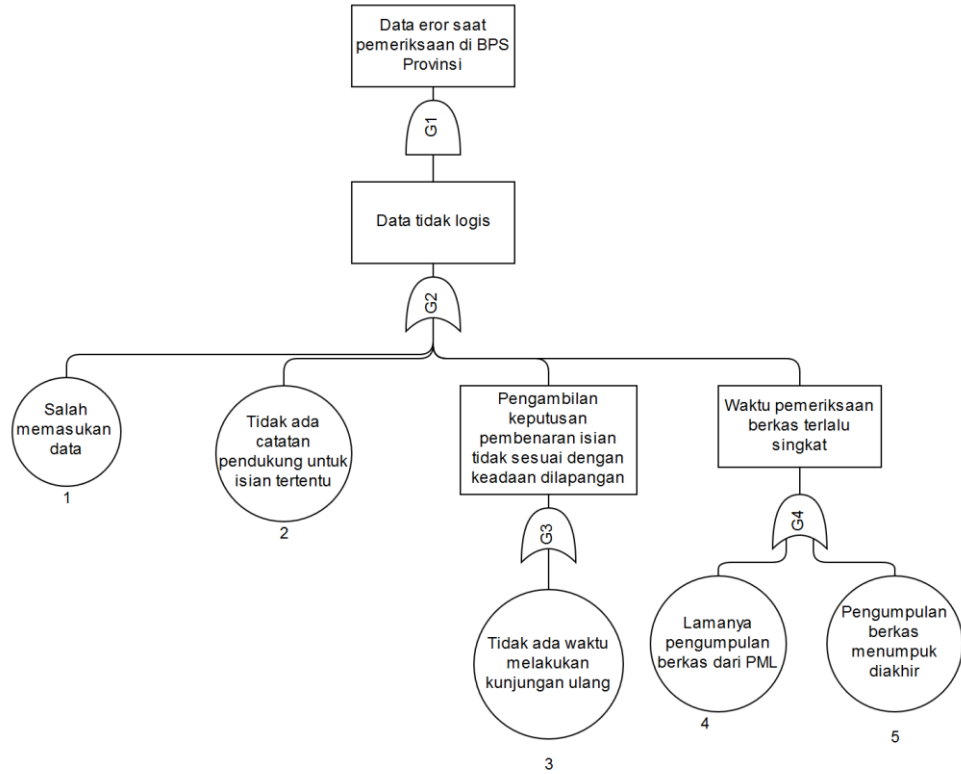 Data eror saat
pemeriksaan di BPS
Provinsi
G1
Data tidak logis
G2
Salah
memasukan
data
1
Tidak ada
catatan
pendukung untuk
isian tertentu
2
Pengambilan
keputusan
pembenaran isian
tidak sesuai dengan
keadaan dilapangan
G3
Tidak ada waktu
melakukan
kunjungan ulang
3
Waktu pemeriksaan
berkas terlalu
singkat
G4
Lamanya
pengumpulan
berkas dari PML
4
Pengumpulan
berkas
menumpuk
diakhir
5